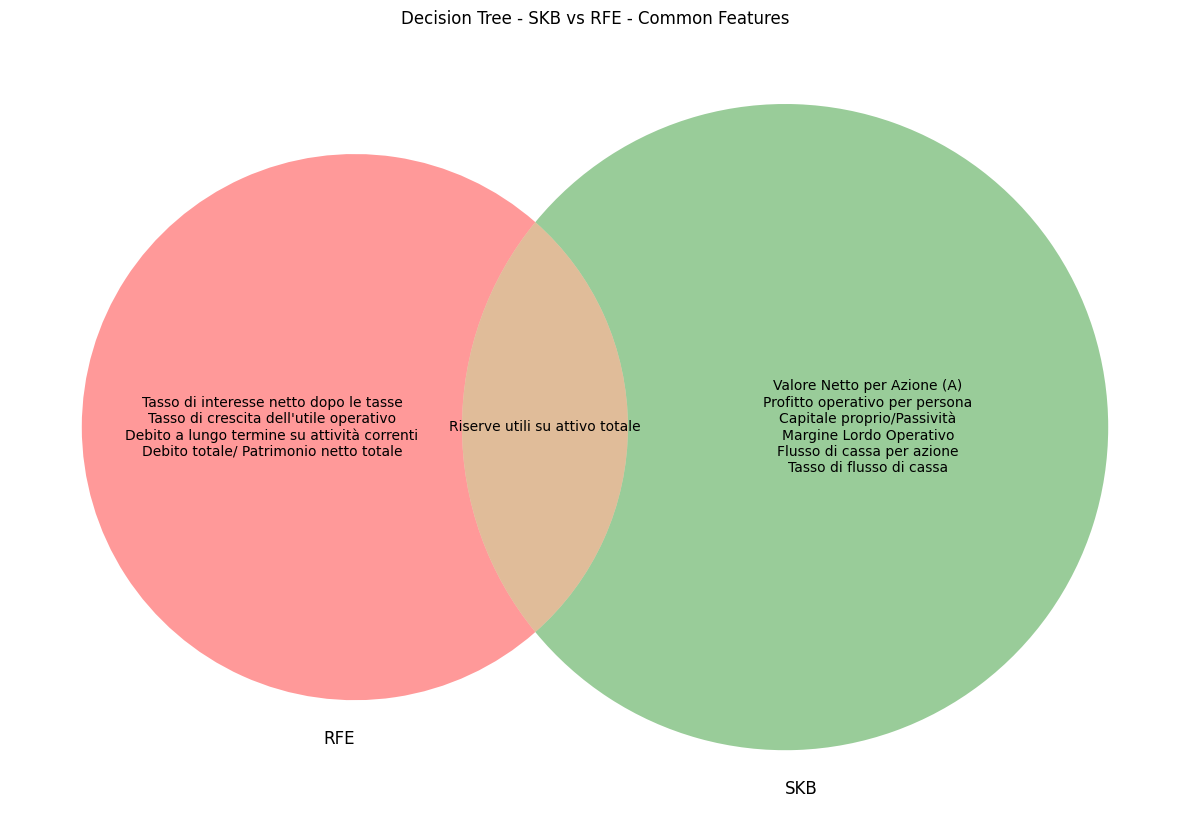 Decision Tree - SKB vs RFE - Common Features
Tasso di interesse netto dopo le tasse
Tasso di crescita dell'utile operativo
Debito a lungo termine su attività correnti
Debito totale/ Patrimonio netto totale
Riserve utili su attivo totale
Valore Netto per Azione (A)
Profitto operativo per persona
Capitale proprio/Passività
Margine Lordo Operativo
Flusso di cassa per azione
Tasso di flusso di cassa
RFE
SKB